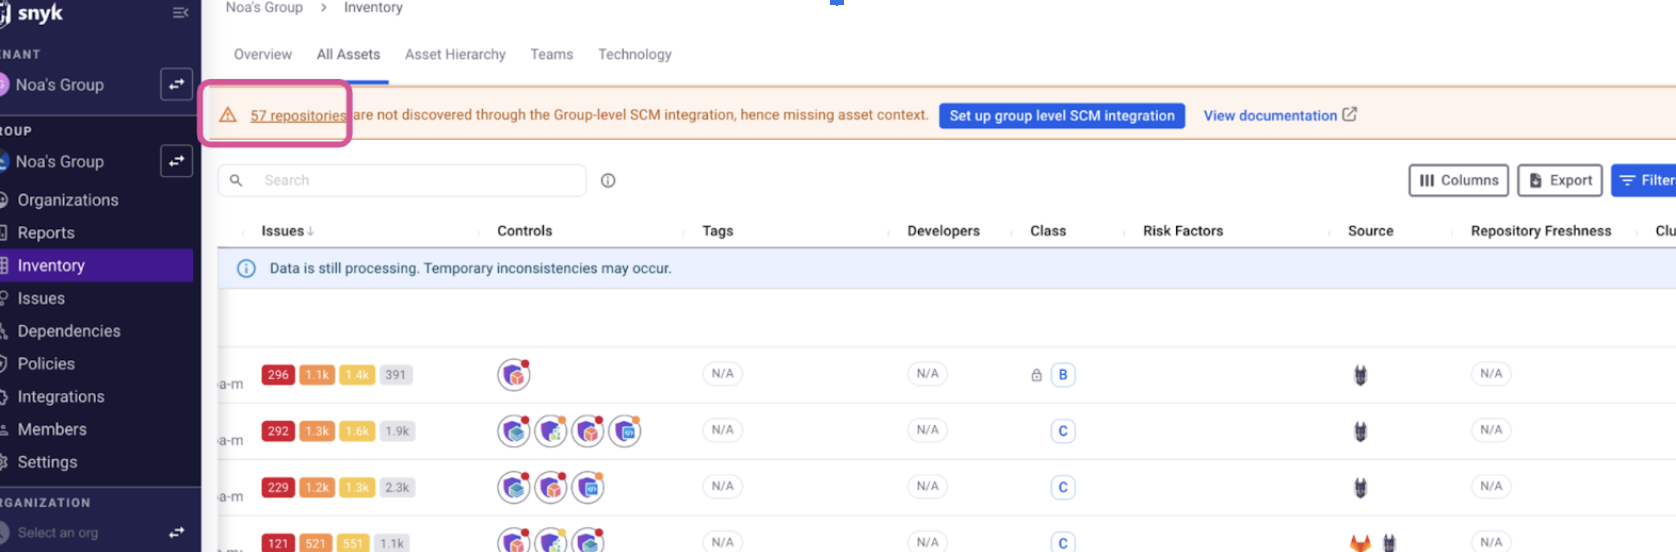 snyk
Noa's Group > Inventory
ENANT
Noa's Group
ROUP
Noa's Group
Organizations
Reports
Inventory
Issues
Dependencies
Policies
Integrations
Members
Settings
RGANIZATION
Select an org
Overview All Assets Asset Hierarchy Teams Technology
57 repositories are not discovered through the Group-level SCM integration, hence missing asset context. Set up group level SCM integration View documentation
Search Columns Export Filter
Issues Controls Tags Developers Class Risk Factors Source Repository Freshness Clu
Data is still processing. Temporary inconsistencies may occur.
a-m 296 1.1k 1.4k 391 N/A N/A B N/A
a-m 292 1.3k 1.6k 1.9k N/A N/A C N/A
a-m 229 1.2k 1.3k 2.3k N/A N/A C N/A
121 521 551 1.1k N/A N/A C N/A